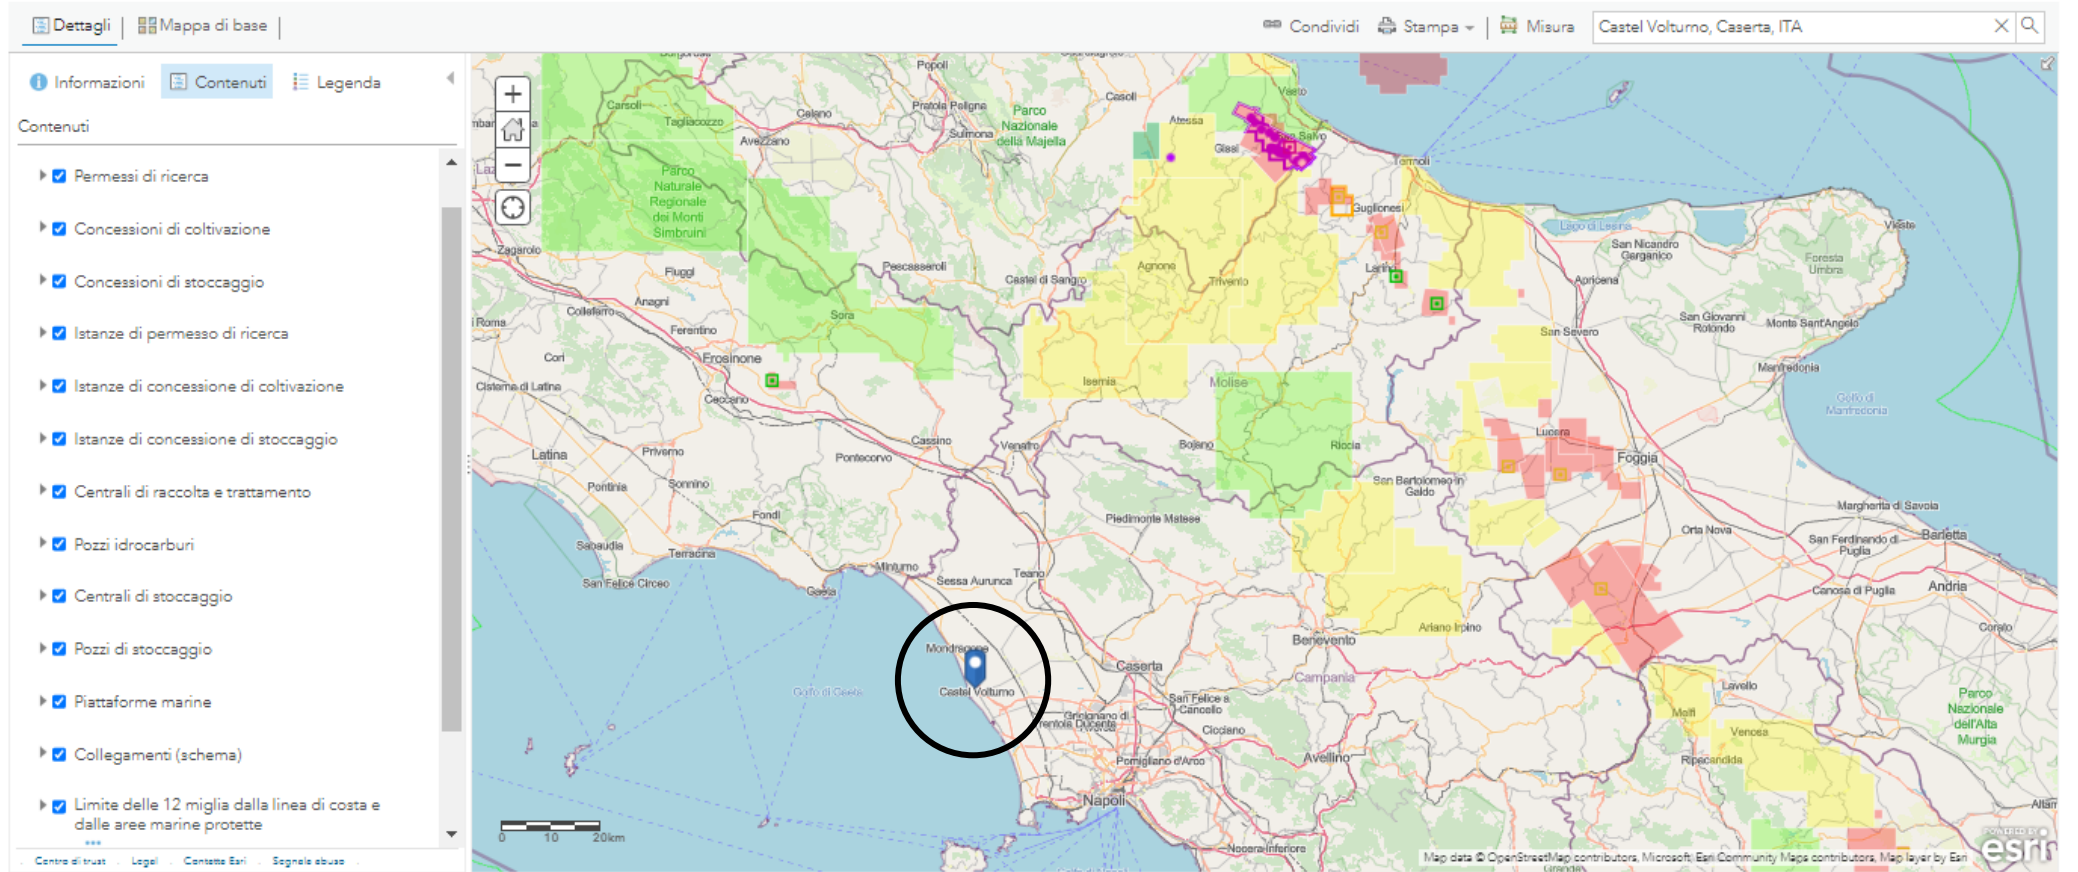 Dettagli
Mappa di base
Condividi
Stampa
Misura
Castel Volturno, Caserta, ITA
Informazioni
Contenuti
Legenda
Contenuti
Permessi di ricerca
Concessioni di coltivazione
Concessioni di stoccaggio
Istanze di permesso di ricerca
Istanze di concessione di coltivazione
Istanze di concessione di stoccaggio
Centrali di raccolta e trattamento
Pozzi idrocarburi
Centrali di stoccaggio
Pozzi di stoccaggio
Piattaforme marine
Collegamenti (schema)
Limite delle 12 miglia dalla linea di costa e
dalle aree marine protette
Centro di trust
Legal
Contatta Esri
Segnala abuso
Popoli
Carsoli
Tagliacozzo
Celano
Avezzano
Pratola Peligna
Sulmona
Parco
Nazionale
della Majella
Casoli
Atessa
Vasto
Gissi
San Salvo
Termoli
Parco
Naturale
Regionale
dei Monti
Simbruini
Zagarolo
Fiuggi
Pescasseroli
Castel di Sangro
Agnone
Trivento
Guglionesi
Larino
Lago di Lesina
San Nicandro
Garganico
Vieste
Foresta
Umbra
Apricena
San Giovanni
Rotondo
Monte Sant'Angelo
San Severo
Manfredonia
Golfo di
Manfredonia
i Roma
Colleferro
Anagni
Ferentino
Sora
Cori
Frosinone
Cisterna di Latina
Ceccano
Isernia
Molise
Latina
Priverno
Cassino
Pontecorvo
Venafro
Bojano
Riccia
Lucera
Foggia
San Bartolomeo in
Galdo
Pontinia
Sonnino
Fondi
Piedimonte Matese
Orta Nova
Margherita di Savoia
San Ferdinando di
Puglia
Barletta
Sabaudia
Terracina
San Felice Circeo
Gaeta
Minturno
Sessa Aurunca
Teano
Canosa di Puglia
Andria
Corato
Benevento
Ariano Irpino
Mondragone
Castel Volturno
Golfo di Gaeta
Caserta
Campania
San Felice a
Cancello
Grignano di
Aversa
Trentola Ducenta
Cicciano
Pomigliano d'Arco
Avellino
Napoli
Nocera Inferiore
Lavello
Melfi
Venosa
Ripacandida
Parco
Nazionale
dell'Alta
Murgia
0 10 20km
POWERED BY
esri
Map data © OpenStreetMap contributors, Microsoft, Esri Community Maps contributors, Map layer by Esri